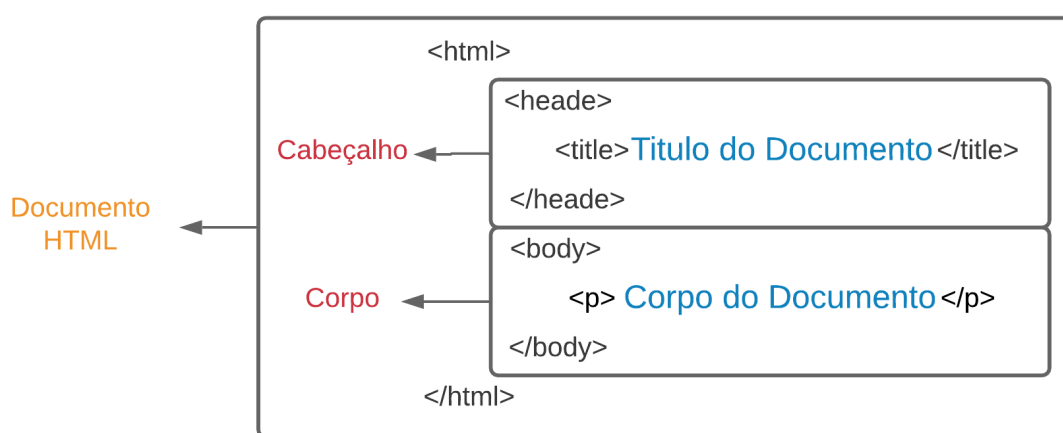 <html>
<heade>
Cabeçalho
<title>Titulo do Documento</title>
</heade>
Documento
HTML
<body>
Corpo
<p> Corpo do Documento</p>
</body>
</html>